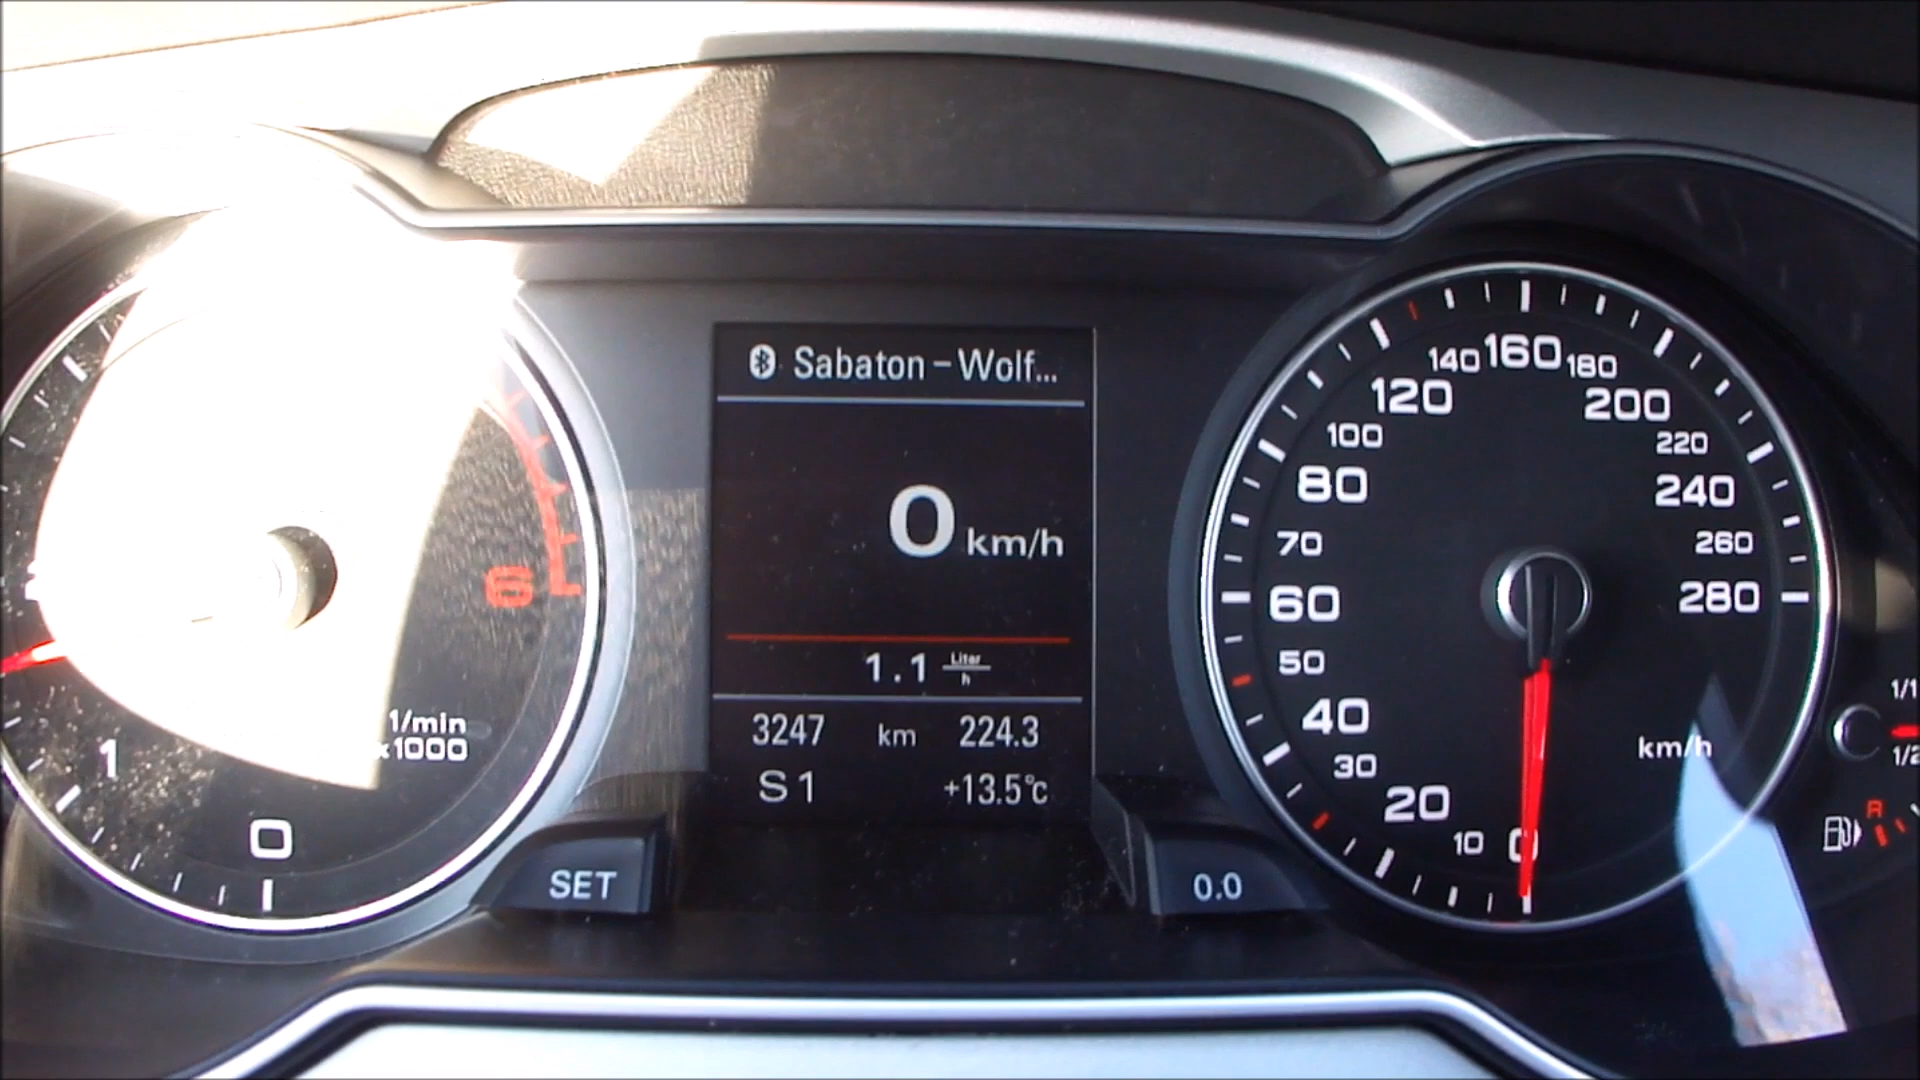 Sabaton – Wolf...
0 km/h
1.1 Liter
h
3247 km 224.3
S 1 +13.5°C
SET
0.0
0
1
6
1/min
x1000
0
10
20
30
40
50
60
70
80
100
120
140
160
180
200
220
240
260
280
km/h
1/1
1/2
R